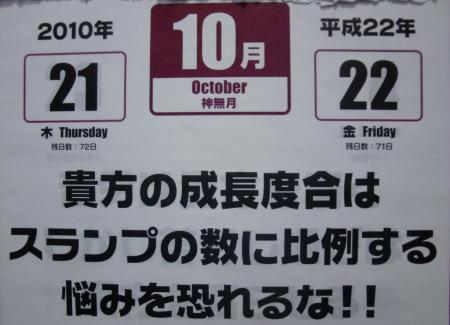 2010年
21
木 Thursday
残日数：72日
10月
October
神無月
平成22年
22
金 Friday
残日数：71日
貴方の成長度合は
スランプの数に比例する
悩みを恐れるな!!